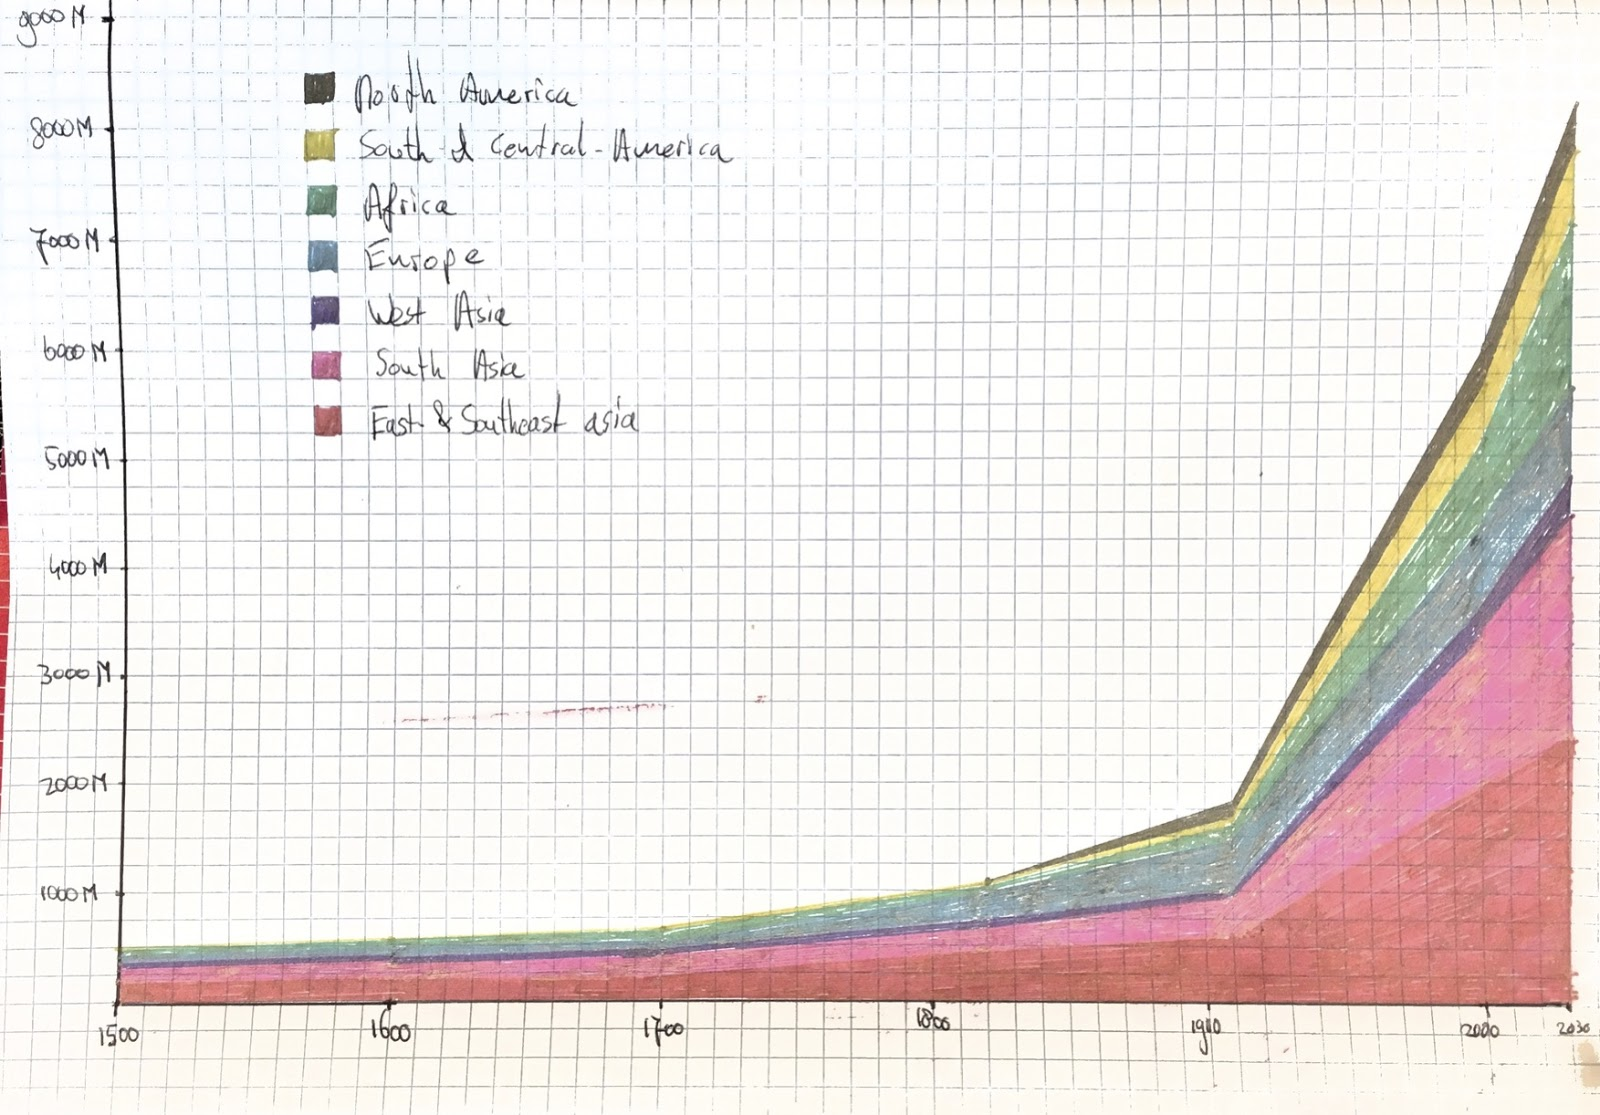 9000 M
8000 M
7000 M
6000 M
5000 M
4000 M
3000 M
2000 M
1000 M
North America
South & Central-America
Africa
Europe
West Asia
South Asia
East & Southeast asia
1500
1600
1700
1800
1900
2000
2030